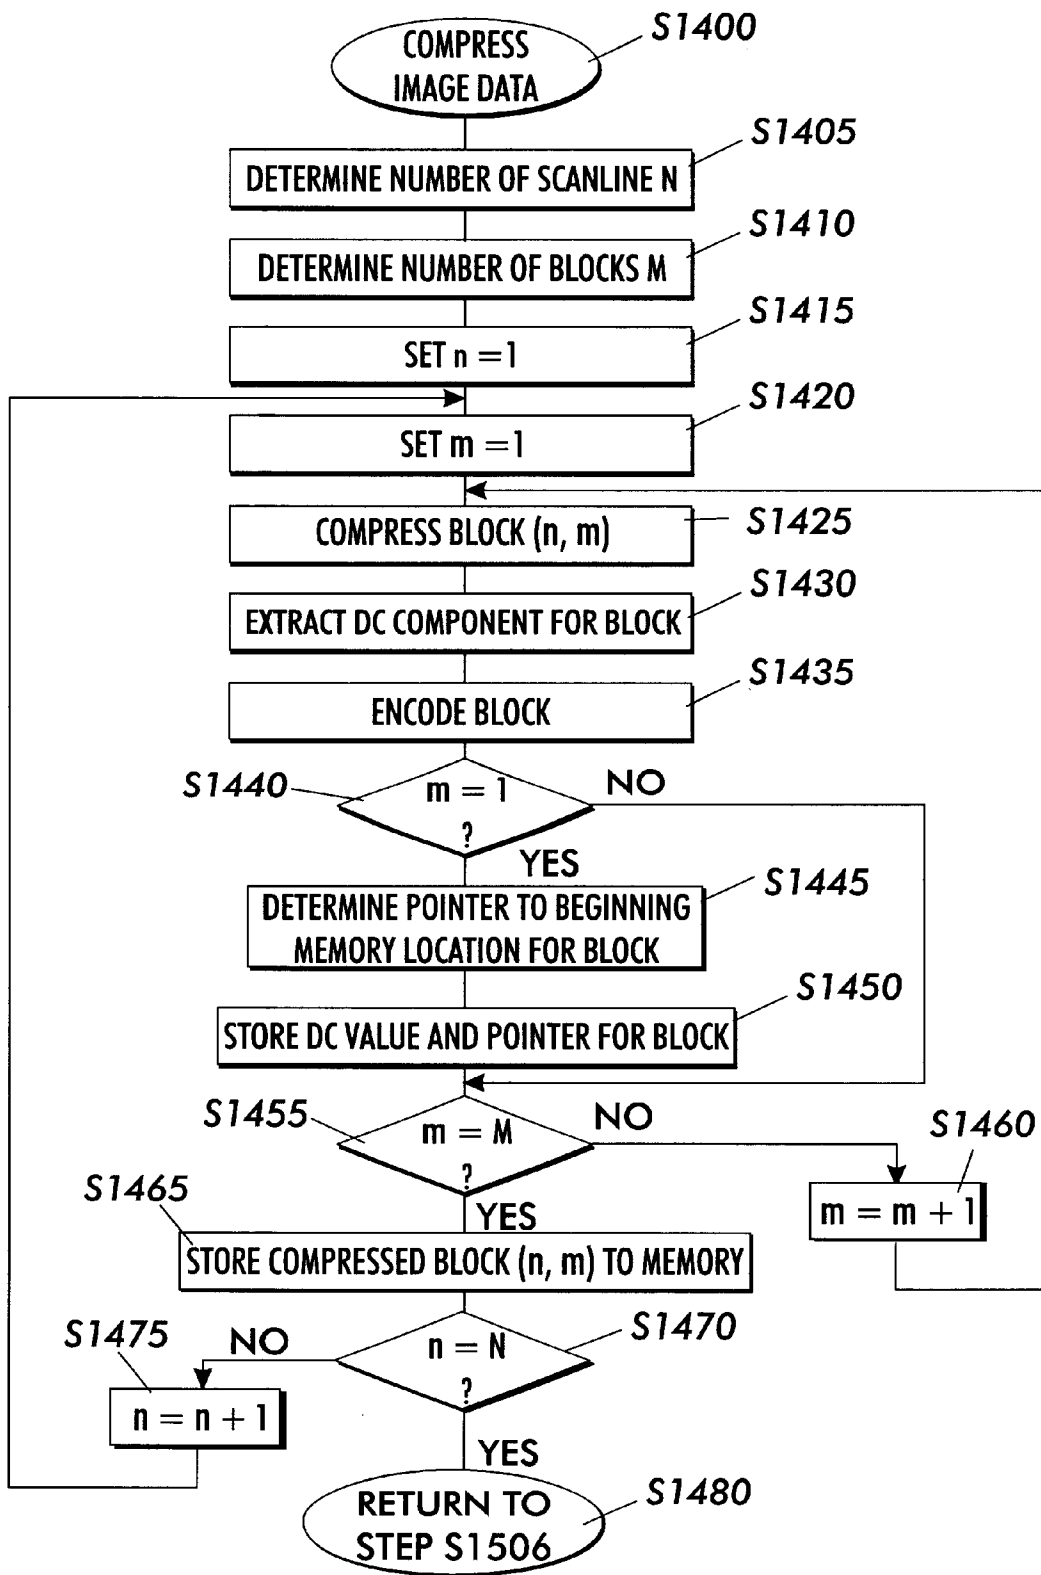 COMPRESS
IMAGE DATA
S1400
S1405
DETERMINE NUMBER OF SCANLINE N
S1410
DETERMINE NUMBER OF BLOCKS M
S1415
SET n = 1
S1420
SET m = 1
COMPRESS BLOCK (n, m)
S1425
S1430
EXTRACT DC COMPONENT FOR BLOCK
S1435
ENCODE BLOCK
S1440
m = 1
?
NO
YES
S1445
DETERMINE POINTER TO BEGINNING
MEMORY LOCATION FOR BLOCK
S1450
STORE DC VALUE AND POINTER FOR BLOCK
S1455
m = M
?
NO
S1460
m = m + 1
YES
S1465
STORE COMPRESSED BLOCK (n, m) TO MEMORY
S1470
n = N
?
NO
S1475
n = n + 1
YES
S1480
RETURN TO
STEP S1506